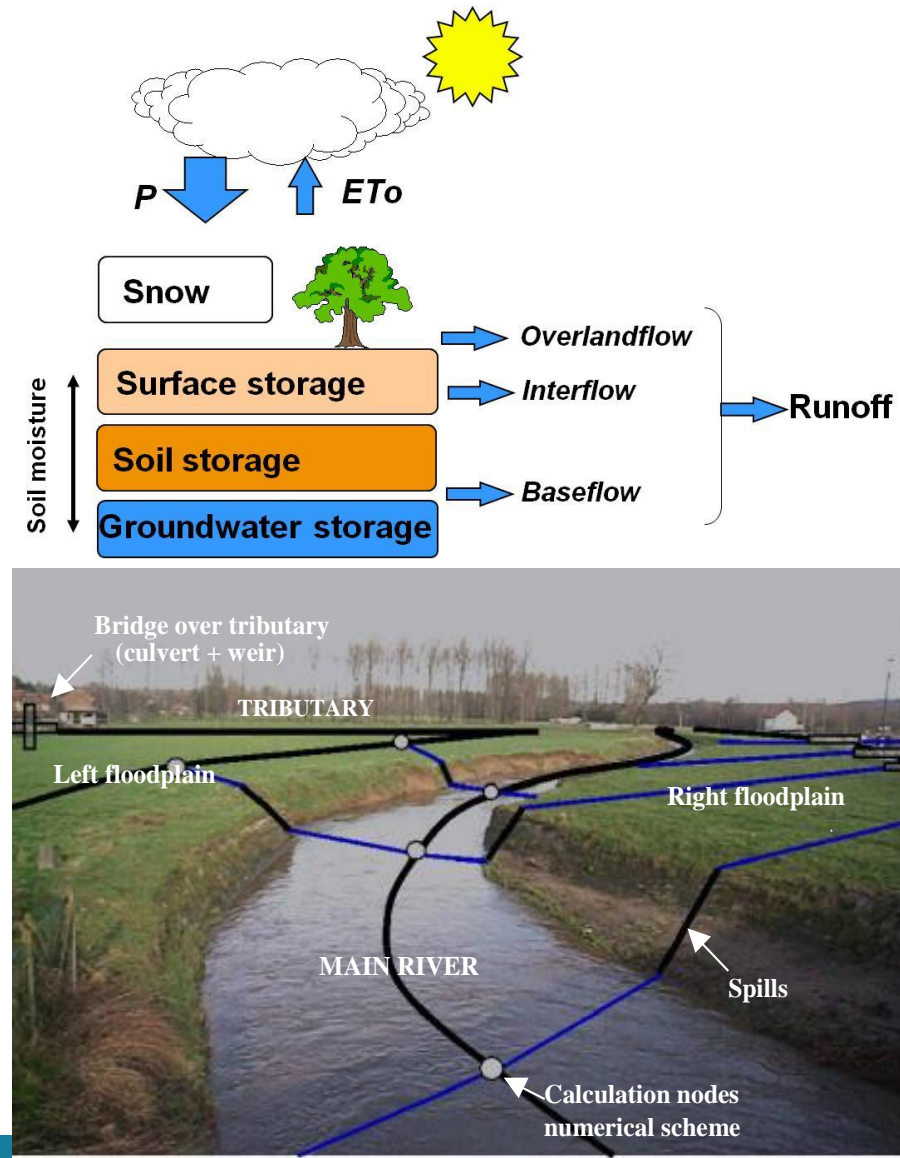 P
ETo
Snow
Overlandflow
Surface storage
Interflow
Runoff
Soil moisture
Soil storage
Baseflow
Groundwater storage
Bridge over tributary
(culvert + weir)
TRIBUTARY
Left floodplain
Right floodplain
MAIN RIVER
Spills
Calculation nodes
numerical scheme